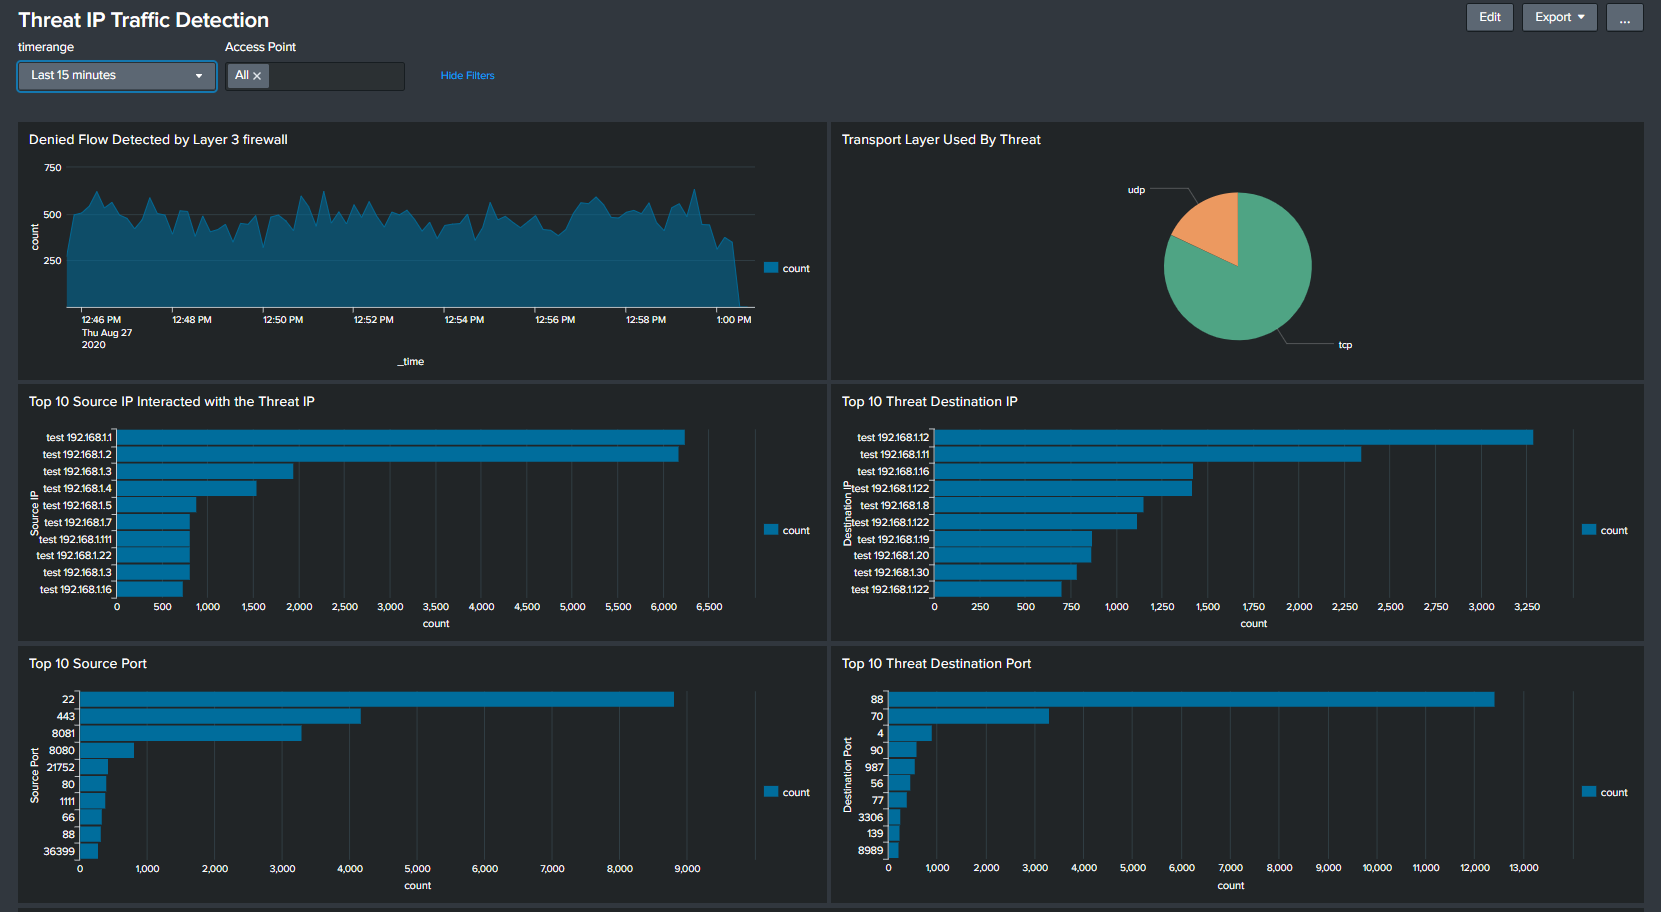 Threat IP Traffic Detection
Edit
Export
...
timerange
Access Point
Last 15 minutes
All ×
Hide Filters
Denied Flow Detected by Layer 3 firewall
750
500
250
count
12:46 PM
Thu Aug 27
2020
12:48 PM
12:50 PM
12:52 PM
12:54 PM
12:56 PM
12:58 PM
1:00 PM
_time
count
Transport Layer Used By Threat
udp
tcp
Top 10 Source IP Interacted with the Threat IP
Source IP
test 192.168.1.1
test 192.168.1.2
test 192.168.1.3
test 192.168.1.4
test 192.168.1.5
test 192.168.1.7
test 192.168.1.111
test 192.168.1.22
test 192.168.1.3
test 192.168.1.16
0 500 1,000 1,500 2,000 2,500 3,000 3,500 4,000 4,500 5,000 5,500 6,000 6,500
count
count
Top 10 Threat Destination IP
Destination IP
test 192.168.1.12
test 192.168.1.11
test 192.168.1.16
test 192.168.1.122
test 192.168.1.8
test 192.168.1.122
test 192.168.1.19
test 192.168.1.20
test 192.168.1.30
test 192.168.1.122
0 250 500 750 1,000 1,250 1,500 1,750 2,000 2,250 2,500 2,750 3,000 3,250
count
count
Top 10 Source Port
Source Port
22
443
8081
8080
21752
80
1111
66
88
36399
0 1,000 2,000 3,000 4,000 5,000 6,000 7,000 8,000 9,000
count
count
Top 10 Threat Destination Port
Destination Port
88
70
4
90
987
56
77
3306
139
8989
0 1,000 2,000 3,000 4,000 5,000 6,000 7,000 8,000 9,000 10,000 11,000 12,000 13,000
count
count